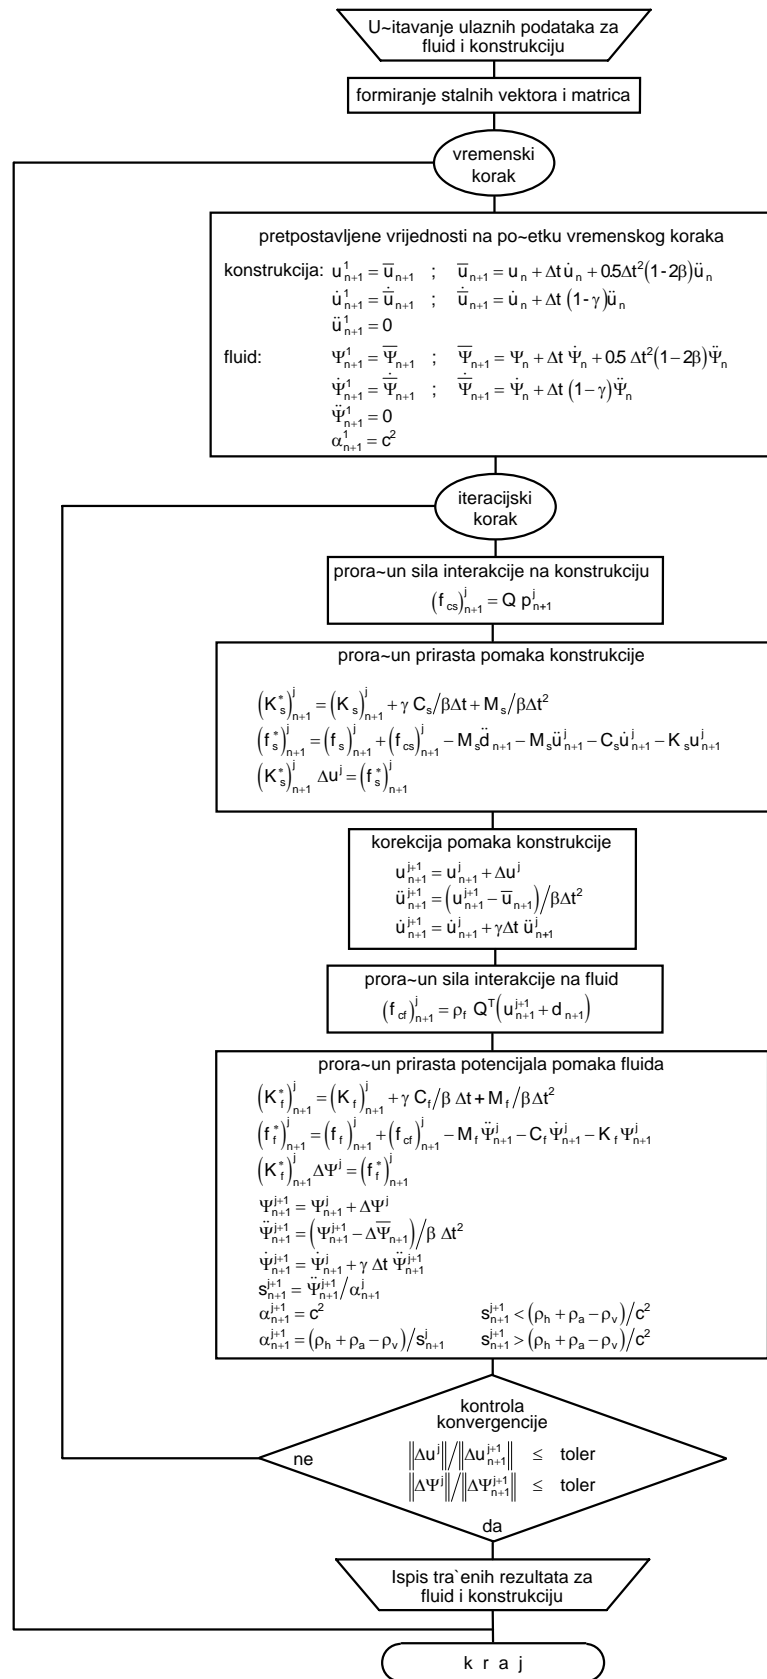 U~itavanje ulaznih podataka za
fluid i konstrukciju
formiranje stalnih vektora i matrica
vremenski
korak
pretpostavljene vrijednosti na po~etku vremenskog koraka
konstrukcija: u¹ₙ₊₁ = u̅ₙ₊₁ ; u̅ₙ₊₁ = uₙ + Δt u̇ₙ + 0.5Δt²(1 - 2β)üₙ
u̇¹ₙ₊₁ = u̅̇ₙ₊₁ ; u̅̇ₙ₊₁ = u̇ₙ + Δt (1 - γ)üₙ
ü¹ₙ₊₁ = 0
fluid: Ψ¹ₙ₊₁ = Ψ̅ₙ₊₁ ; Ψ̅ₙ₊₁ = Ψₙ + Δt Ψ̇ₙ + 0.5 Δt²(1 − 2β)Ψ̈ₙ
Ψ̇¹ₙ₊₁ = Ψ̅̇ₙ₊₁ ; Ψ̅̇ₙ₊₁ = Ψ̇ₙ + Δt (1 − γ)Ψ̈ₙ
Ψ̈¹ₙ₊₁ = 0
α¹ₙ₊₁ = c²
iteracijski
korak
prora~un sila interakcije na konstrukciju
(f_cs)ʲₙ₊₁ = Q pʲₙ₊₁
prora~un prirasta pomaka konstrukcije
(K*ₛ)ʲₙ₊₁ = (Kₛ)ʲₙ₊₁ + γ Cₛ/βΔt + Mₛ/βΔt²
(f*ₛ)ʲₙ₊₁ = (fₛ)ʲₙ₊₁ + (f_cs)ʲₙ₊₁ − Mₛd̈ₙ₊₁ − Mₛüʲₙ₊₁ − Cₛu̇ʲₙ₊₁ − Kₛuʲₙ₊₁
(K*ₛ)ʲₙ₊₁ Δuʲ = (f*ₛ)ʲₙ₊₁
korekcija pomaka konstrukcije
uʲ⁺¹ₙ₊₁ = uʲₙ₊₁ + Δuʲ
üʲ⁺¹ₙ₊₁ = (uʲ⁺¹ₙ₊₁ − u̅ₙ₊₁)/βΔt²
u̇ʲ⁺¹ₙ₊₁ = u̇ʲₙ₊₁ + γΔt üʲₙ₊₁
prora~un sila interakcije na fluid
(f_cf)ʲₙ₊₁ = ρ_f Qᵀ(uʲ⁺¹ₙ₊₁ + dₙ₊₁)
prora~un prirasta potencijala pomaka fluida
(K*_f)ʲₙ₊₁ = (K_f)ʲₙ₊₁ + γ C_f/β Δt + M_f/βΔt²
(f*_f)ʲₙ₊₁ = (f_f)ʲₙ₊₁ + (f_cf)ʲₙ₊₁ − M_f Ψ̈ʲₙ₊₁ − C_f Ψ̇ʲₙ₊₁ − K_f Ψʲₙ₊₁
(K*_f)ʲₙ₊₁ ΔΨʲ = (f*_f)ʲₙ₊₁
Ψʲ⁺¹ₙ₊₁ = Ψʲₙ₊₁ + ΔΨʲ
Ψ̈ʲ⁺¹ₙ₊₁ = (Ψʲ⁺¹ₙ₊₁ − ΔΨ̅ₙ₊₁)/β Δt²
Ψ̇ʲ⁺¹ₙ₊₁ = Ψ̇ʲₙ₊₁ + γ Δt Ψ̈ʲ⁺¹ₙ₊₁
sʲ⁺¹ₙ₊₁ = Ψ̈ʲ⁺¹ₙ₊₁/αʲₙ₊₁
αʲ⁺¹ₙ₊₁ = c² sʲ⁺¹ₙ₊₁ < (ρₕ + ρₐ − ρᵥ)/c²
αʲ⁺¹ₙ₊₁ = (ρₕ + ρₐ − ρᵥ)/sʲₙ₊₁ sʲ⁺¹ₙ₊₁ > (ρₕ + ρₐ − ρᵥ)/c²
kontrola
konvergencije
ne ‖Δuʲ‖/‖Δuʲ⁺¹ₙ₊₁‖ ≤ toler
‖ΔΨʲ‖/‖ΔΨʲ⁺¹ₙ₊₁‖ ≤ toler
da
Ispis tra`enih rezultata za
fluid i konstrukciju
k r a j